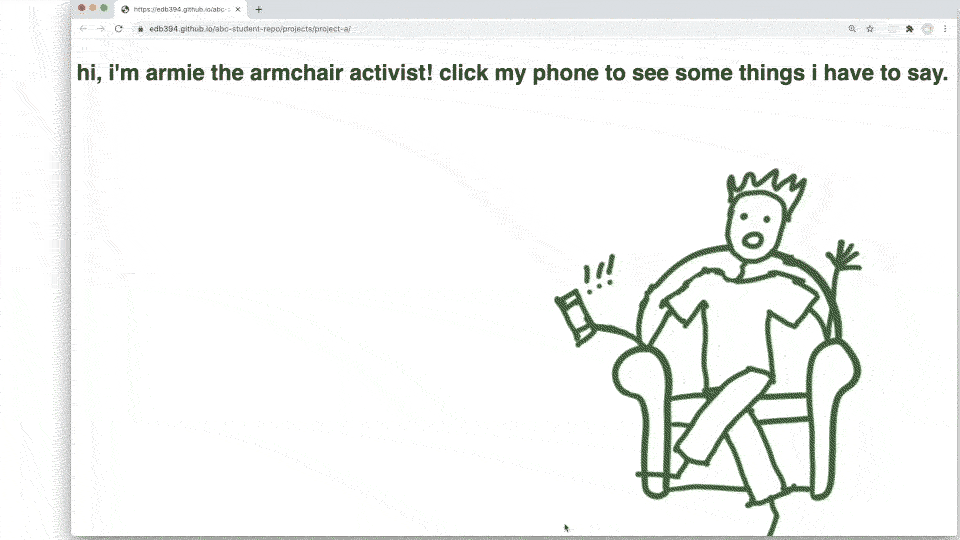 https://edb394.github.io/abc-s
edb394.github.io/abc-student-repo/projects/project-a/
hi, i'm armie the armchair activist! click my phone to see some things i have to say.
!!!